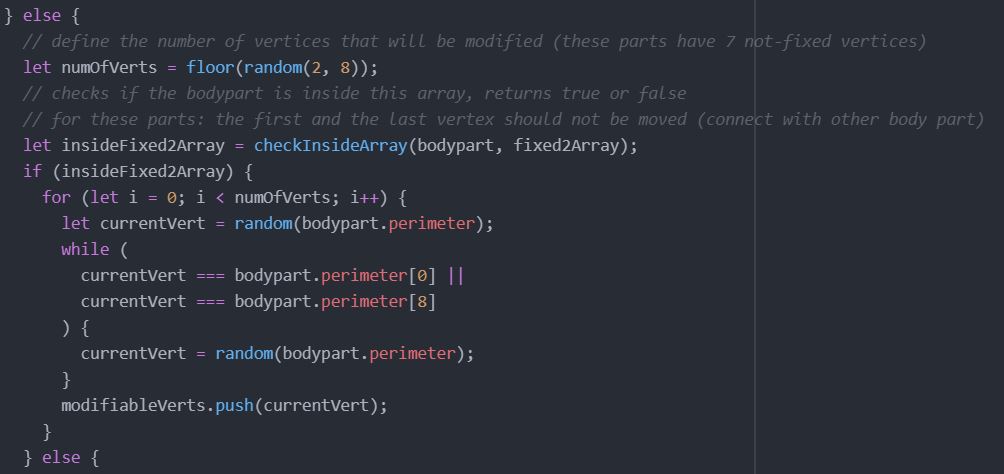 } else {
  // define the number of vertices that will be modified (these parts have 7 not-fixed vertices)
  let numOfVerts = floor(random(2, 8));
  // checks if the bodypart is inside this array, returns true or false
  // for these parts: the first and the last vertex should not be moved (connect with other body part)
  let insideFixed2Array = checkInsideArray(bodypart, fixed2Array);
  if (insideFixed2Array) {
    for (let i = 0; i < numOfVerts; i++) {
      let currentVert = random(bodypart.perimeter);
      while (
        currentVert === bodypart.perimeter[0] ||
        currentVert === bodypart.perimeter[8]
      ) {
        currentVert = random(bodypart.perimeter);
      }
      modifiableVerts.push(currentVert);
    }
  } else {